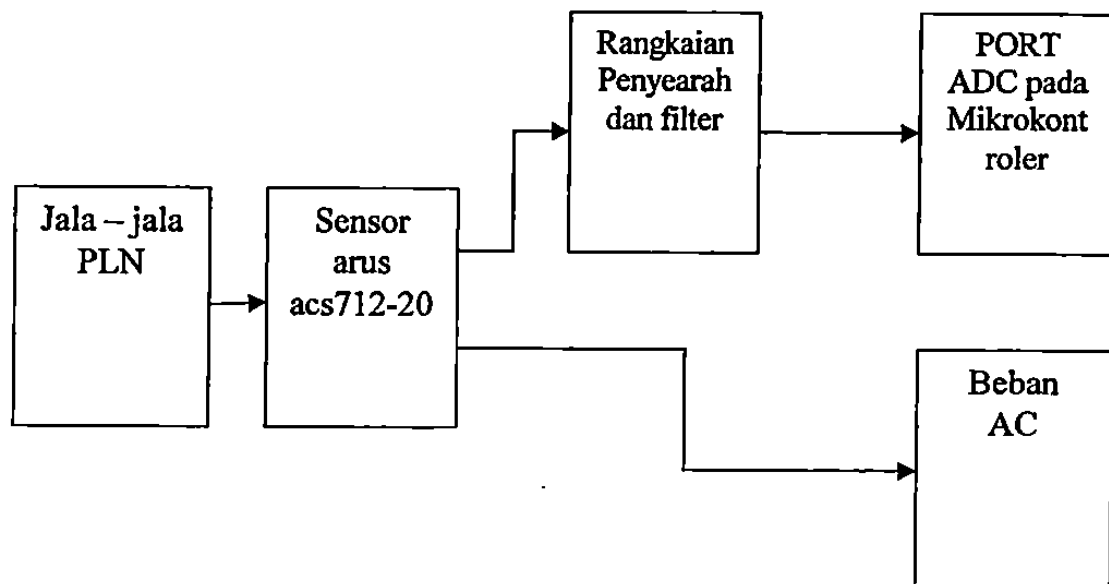 Jala – jala
PLN
Sensor
arus
acs712-20
Rangkaian
Penyearah
dan filter
PORT
ADC pada
Mikrokont
roler
Beban
AC